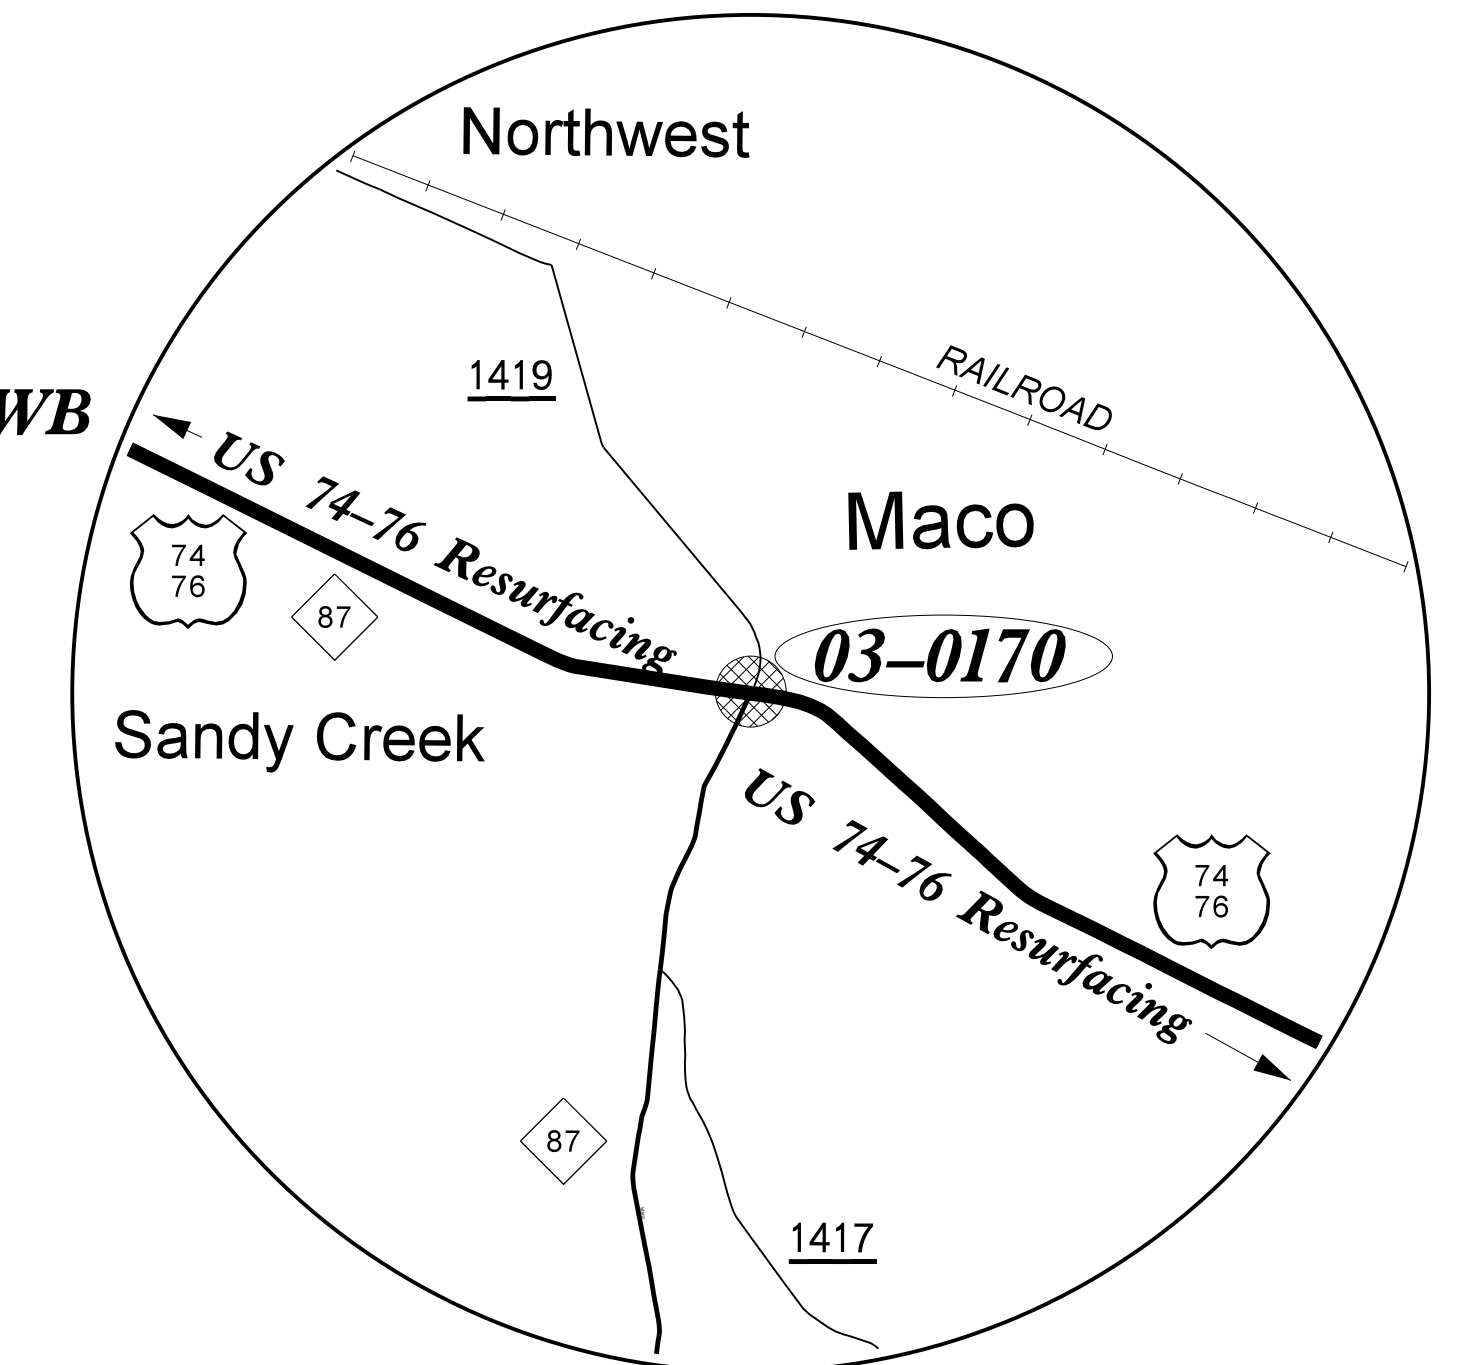 Northwest
RAILROAD
1419
WB
US 74-76 Resurfacing
Maco
74
76
87
03-0170
Sandy Creek
US 74-76 Resurfacing
74
76
87
1417